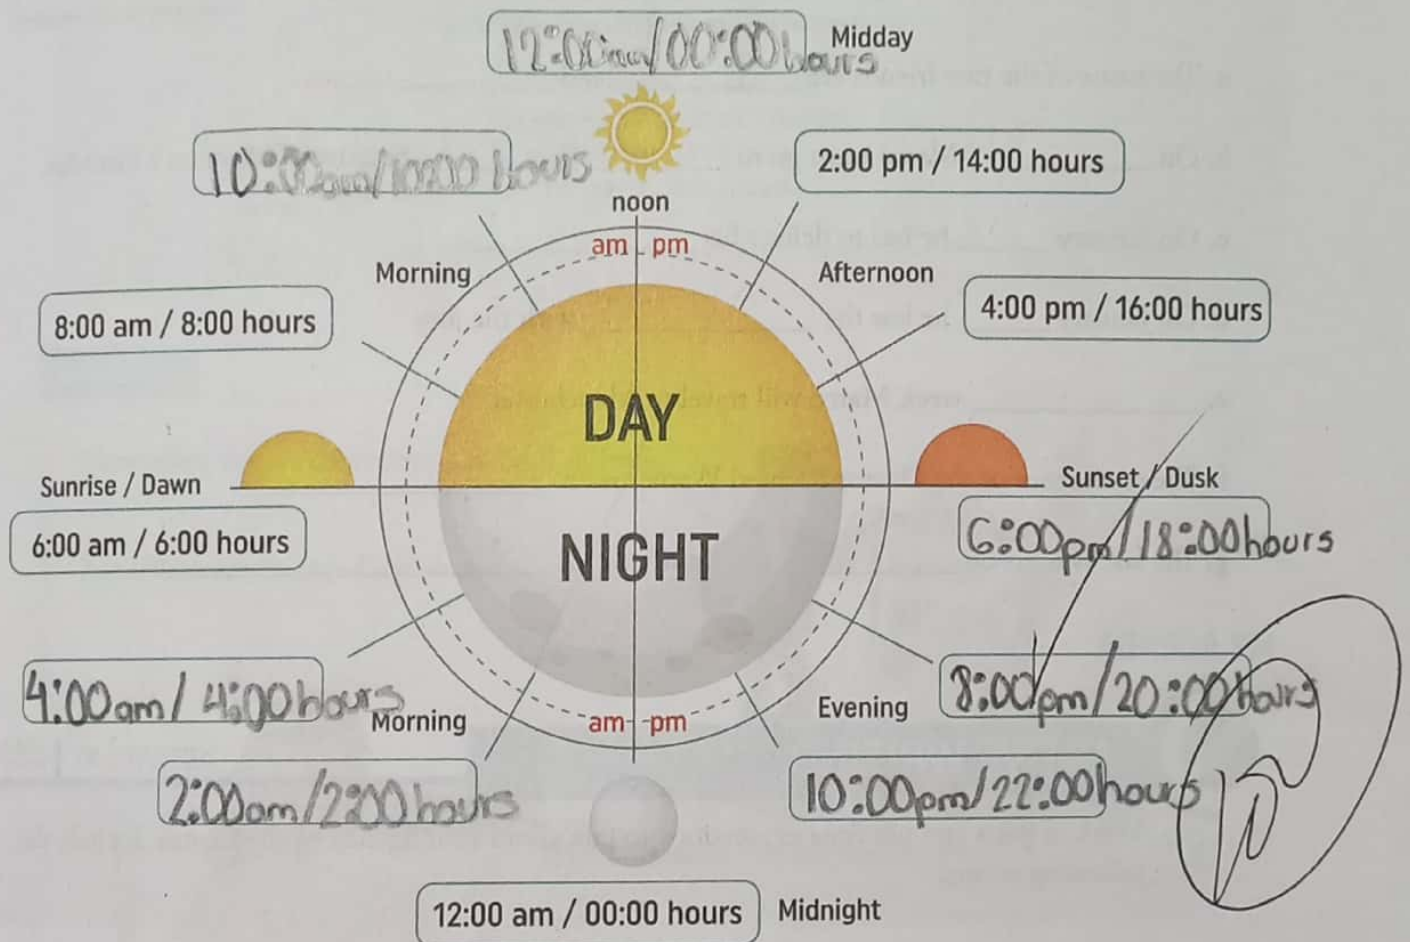 12:00am/00:00 hours Midday
10:00am/10:00 hours
2:00 pm / 14:00 hours
noon
am pm
Morning
Afternoon
8:00 am / 8:00 hours
4:00 pm / 16:00 hours
DAY
Sunrise / Dawn
Sunset / Dusk
6:00 am / 6:00 hours
6:00pm/18:00hours
NIGHT
4:00am/ 4:00hours
Morning
am pm
Evening
8:00pm/20:00hours
2:00am/2:00hours
10:00pm/22:00hours
12:00 am / 00:00 hours Midnight